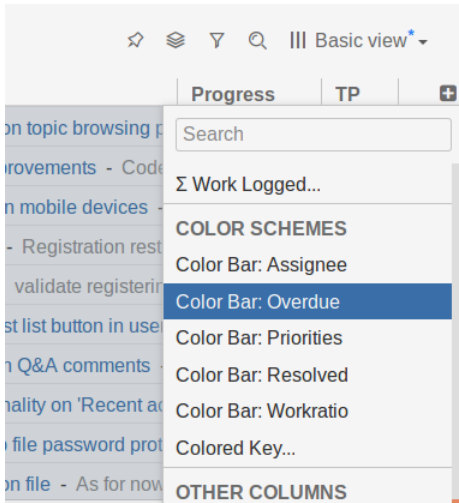 Basic view*
Progress TP
on topic browsing p
Search
rovements - Code
Σ Work Logged...
n mobile devices -
COLOR SCHEMES
- Registration rest
Color Bar: Assignee
validate registerin
Color Bar: Overdue
st list button in use
Color Bar: Priorities
n Q&A comments -
Color Bar: Resolved
nality on 'Recent ac
Color Bar: Workratio
file password prot
Colored Key...
on file - As for now
OTHER COLUMNS